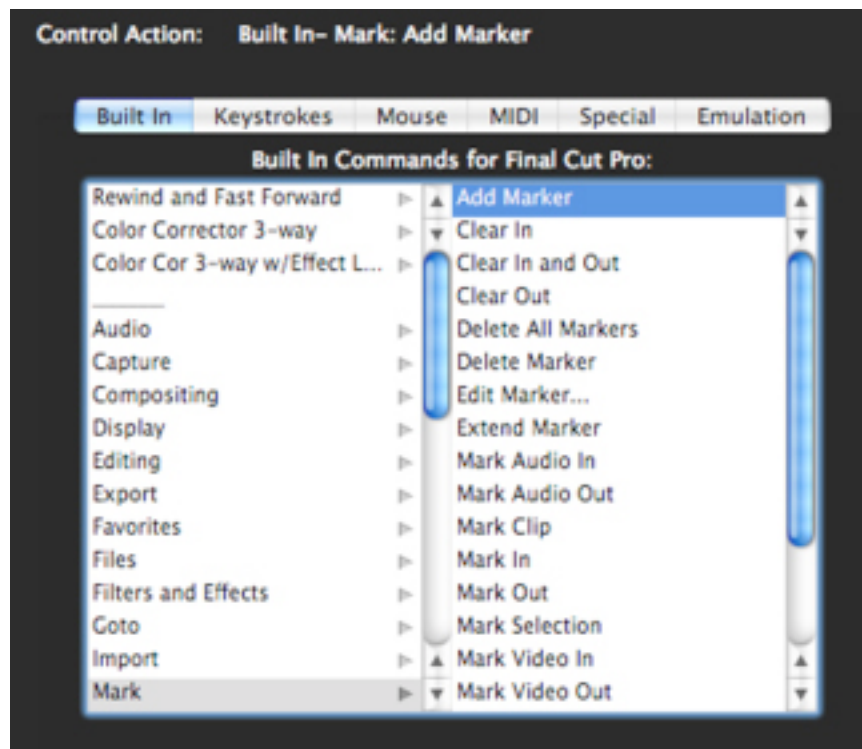 Control Action: Built In- Mark: Add Marker
Built In Keystrokes Mouse MIDI Special Emulation
Built In Commands for Final Cut Pro:
Rewind and Fast Forward
Color Corrector 3-way
Color Cor 3-way w/Effect L...
Audio
Capture
Compositing
Display
Editing
Export
Favorites
Files
Filters and Effects
Goto
Import
Mark
Add Marker
Clear In
Clear In and Out
Clear Out
Delete All Markers
Delete Marker
Edit Marker...
Extend Marker
Mark Audio In
Mark Audio Out
Mark Clip
Mark In
Mark Out
Mark Selection
Mark Video In
Mark Video Out